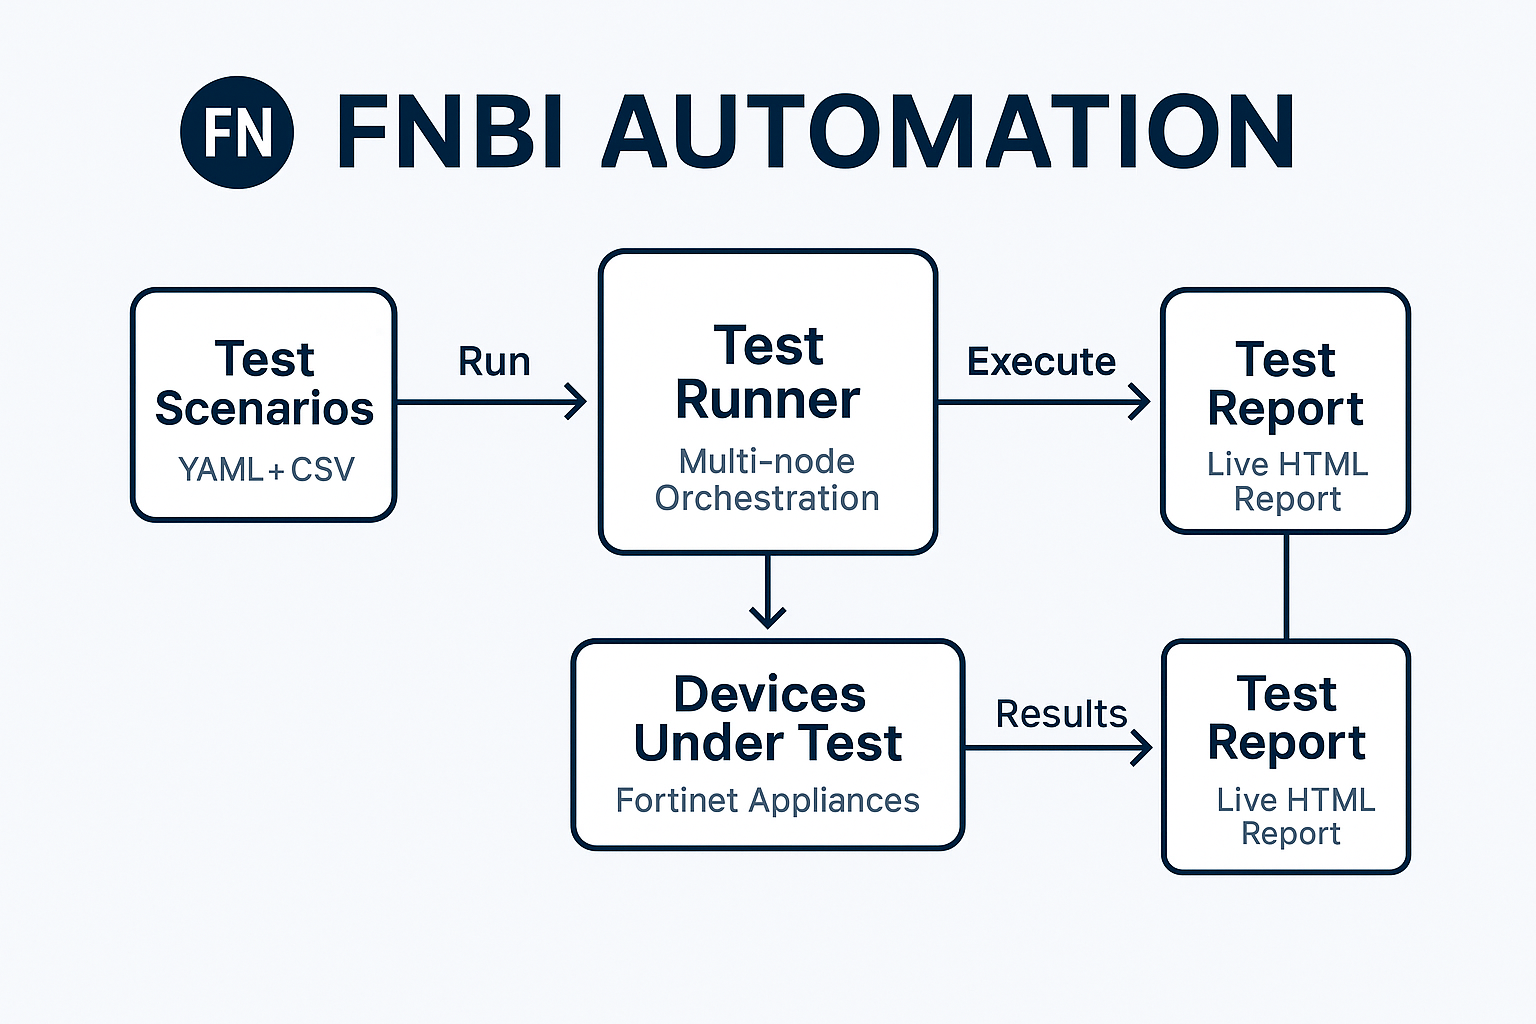 FN
FNBI AUTOMATION
Test
Scenarios
YAML + CSV
Run
Test
Runner
Multi-node
Orchestration
Execute
Test
Report
Live HTML
Report
Devices
Under Test
Fortinet Appliances
Results
Test
Report
Live HTML
Report